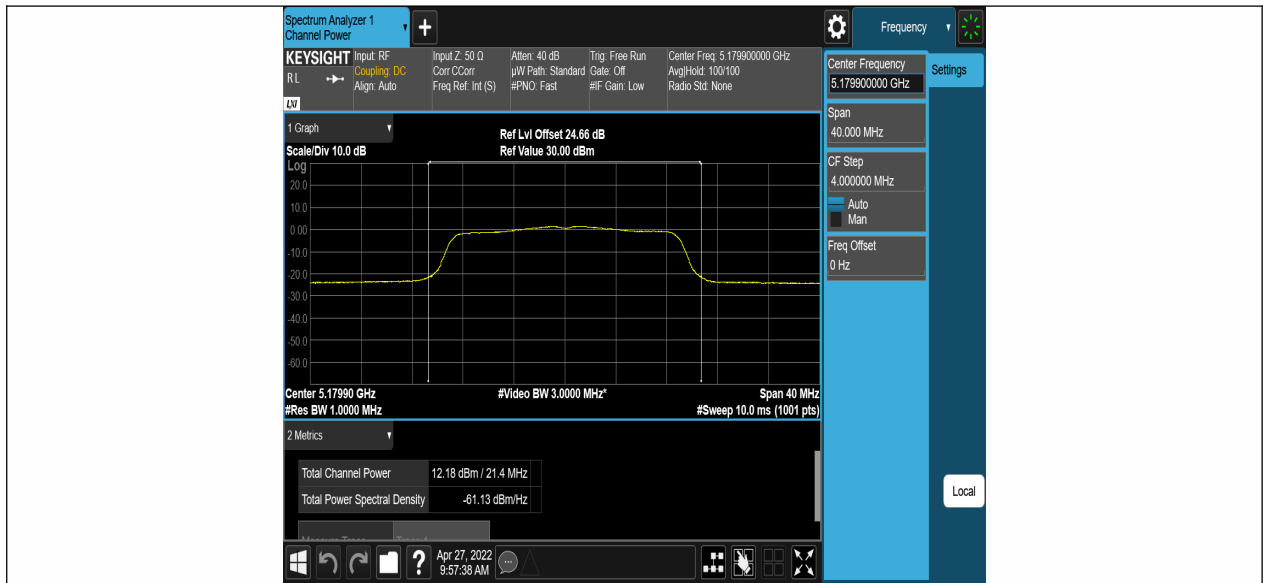 Spectrum Analyzer 1
Channel Power
+
Frequency
KEYSIGHT
RL
LXI
Input: RF
Coupling: DC
Align: Auto
Input Z: 50 Ω
Corr CCorr
Freq Ref: Int (S)
Atten: 40 dB
µW Path: Standard
#PNO: Fast
Trig: Free Run
Gate: Off
#IF Gain: Low
Center Freq: 5.179900000 GHz
Avg|Hold: 100/100
Radio Std: None
Center Frequency
5.179900000 GHz
Settings
Span
40.000 MHz
CF Step
4.000000 MHz
Auto
Man
Freq Offset
0 Hz
Local
1 Graph
Scale/Div 10.0 dB
Ref Lvl Offset 24.66 dB
Ref Value 30.00 dBm
Log
20.0
10.0
0.00
-10.0
-20.0
-30.0
-40.0
-50.0
-60.0
Center 5.17990 GHz
#Video BW 3.0000 MHz*
Span 40 MHz
#Res BW 1.0000 MHz
#Sweep 10.0 ms (1001 pts)
2 Metrics
Total Channel Power 12.18 dBm / 21.4 MHz
Total Power Spectral Density -61.13 dBm/Hz
?
Apr 27, 2022
9:57:38 AM